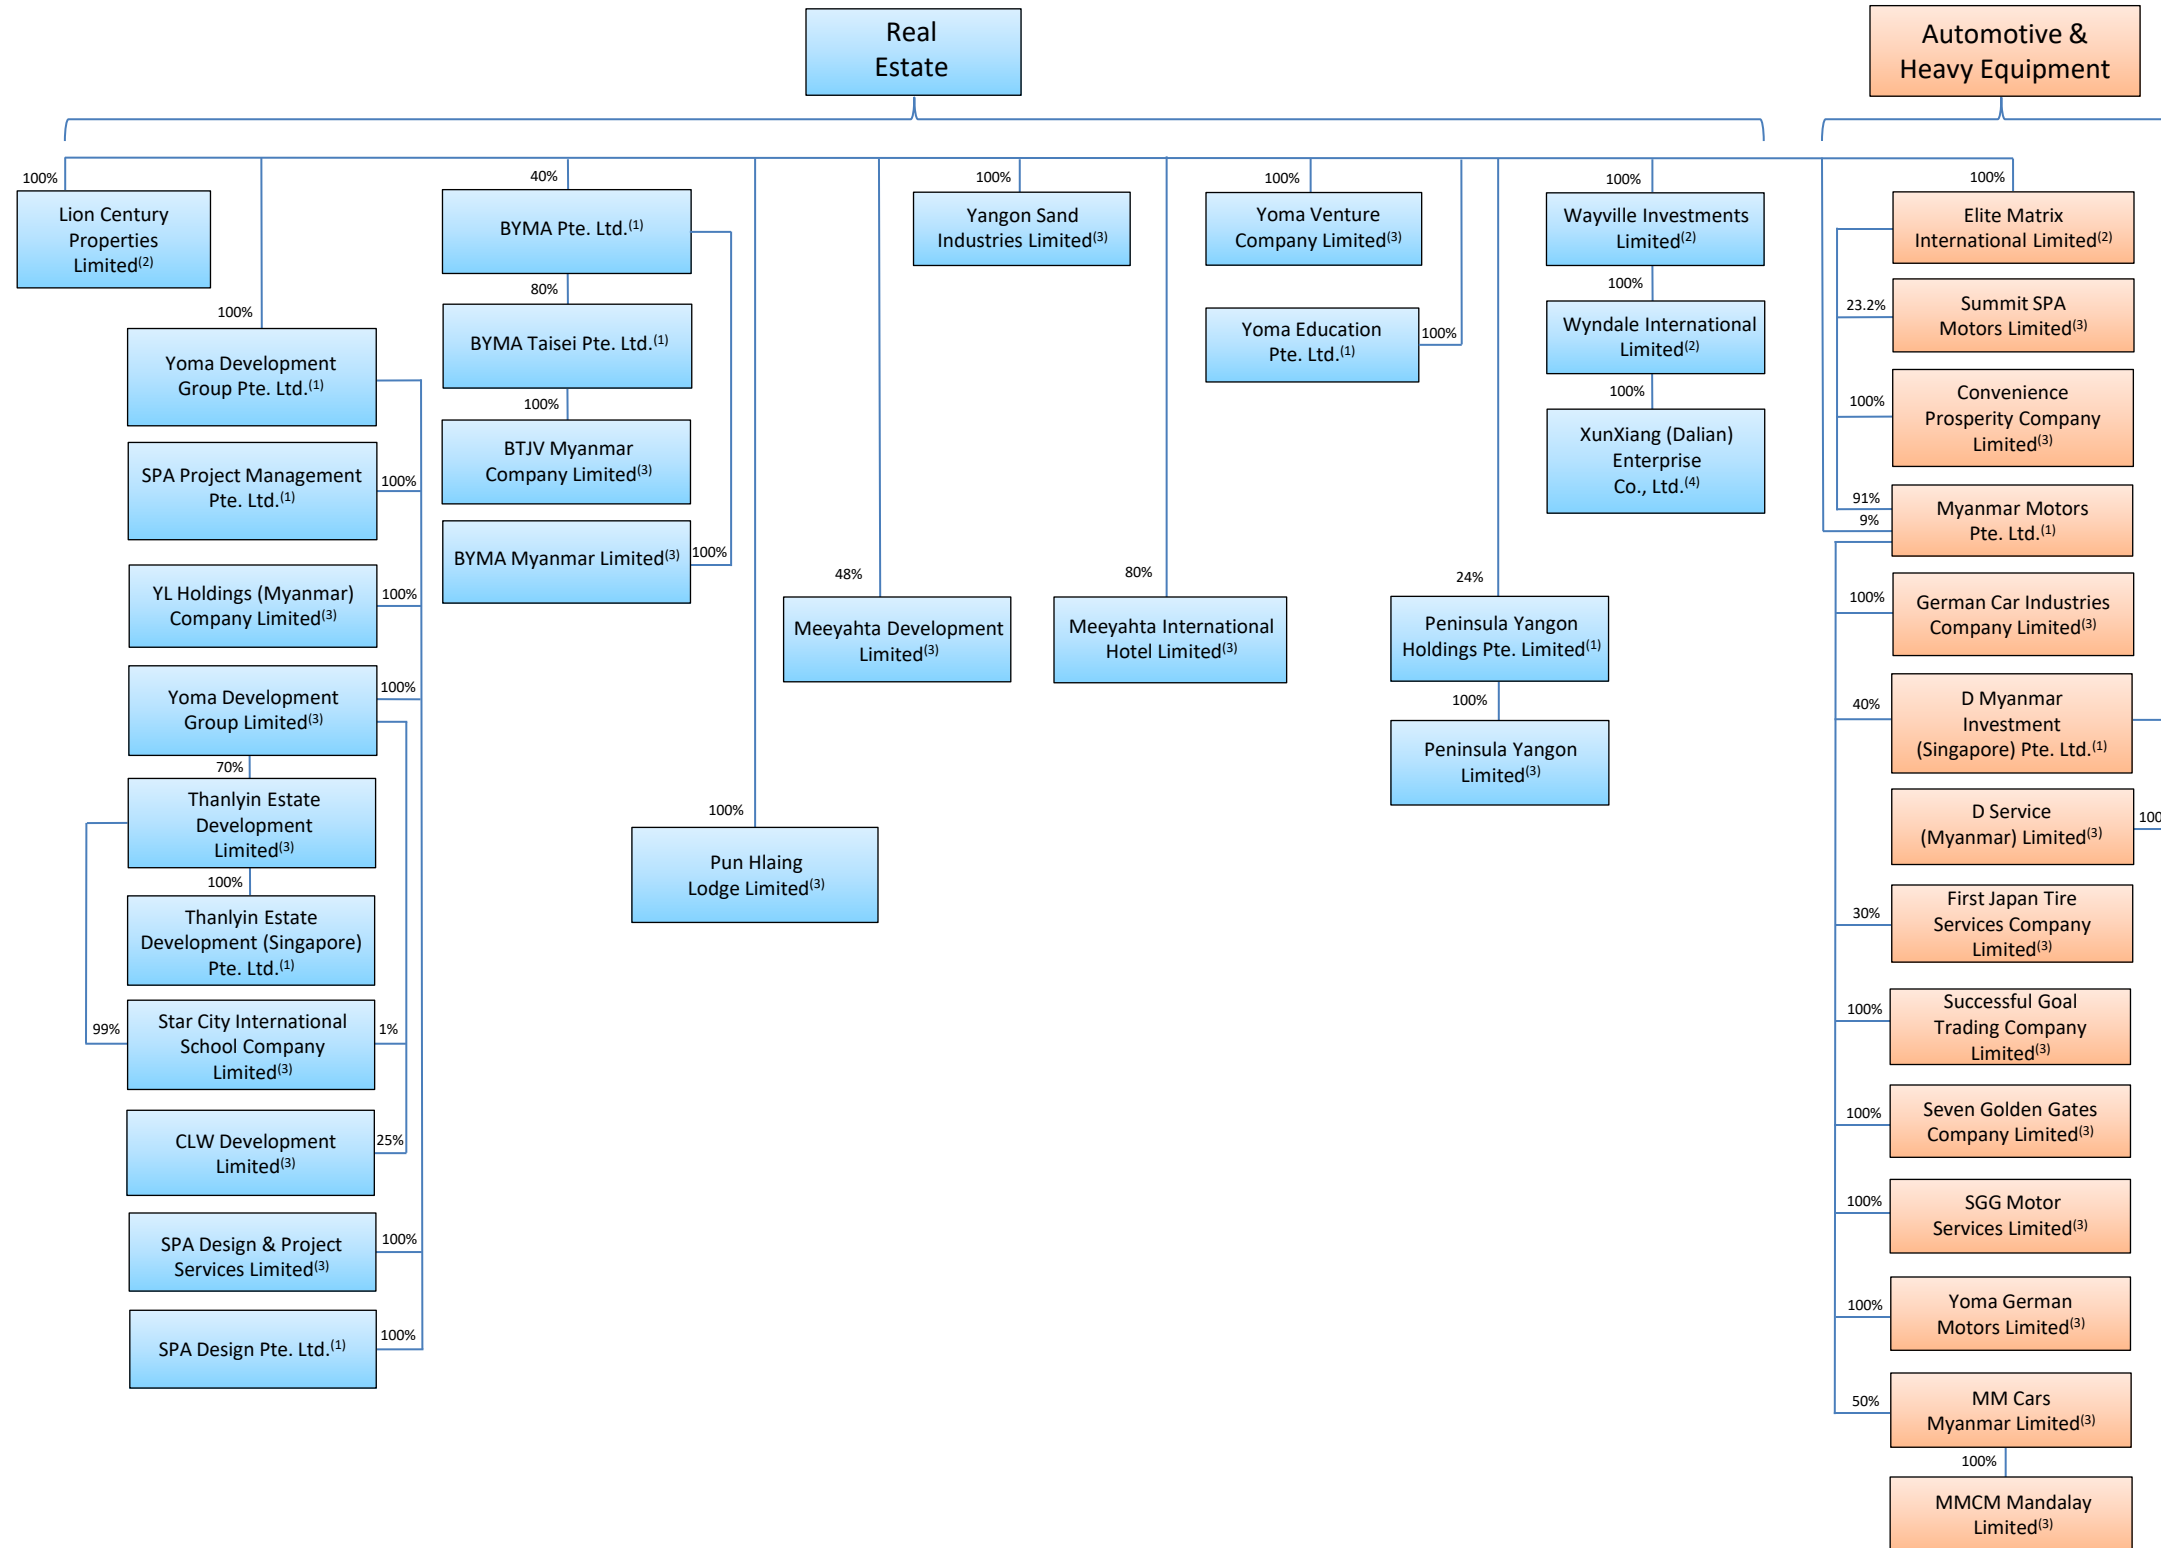 Real
Estate
Automotive &
Heavy Equipment
100%
Lion Century
Properties
Limited(2)
100%
Yoma Development
Group Pte. Ltd.(1)
SPA Project Management
Pte. Ltd.(1)
100%
YL Holdings (Myanmar)
Company Limited(3)
100%
Yoma Development
Group Limited(3)
100%
70%
Thanlyin Estate
Development
Limited(3)
100%
Thanlyin Estate
Development (Singapore)
Pte. Ltd.(1)
99%
Star City International
School Company
Limited(3)
1%
CLW Development
Limited(3)
25%
SPA Design & Project
Services Limited(3)
100%
SPA Design Pte. Ltd.(1)
100%
40%
BYMA Pte. Ltd.(1)
80%
BYMA Taisei Pte. Ltd.(1)
100%
BTJV Myanmar
Company Limited(3)
BYMA Myanmar Limited(3)
100%
100%
Pun Hlaing
Lodge Limited(3)
48%
Meeyahta Development
Limited(3)
100%
Yangon Sand
Industries Limited(3)
80%
Meeyahta International
Hotel Limited(3)
100%
Yoma Venture
Company Limited(3)
Yoma Education
Pte. Ltd.(1)
100%
24%
Peninsula Yangon
Holdings Pte. Limited(1)
100%
Peninsula Yangon
Limited(3)
100%
Wayville Investments
Limited(2)
100%
Wyndale International
Limited(2)
100%
XunXiang (Dalian)
Enterprise
Co., Ltd.(4)
100%
Elite Matrix
International Limited(2)
23.2%
Summit SPA
Motors Limited(3)
100%
Convenience
Prosperity Company
Limited(3)
91%
9%
Myanmar Motors
Pte. Ltd.(1)
100%
German Car Industries
Company Limited(3)
40%
D Myanmar
Investment
(Singapore) Pte. Ltd.(1)
D Service
(Myanmar) Limited(3)
100
30%
First Japan Tire
Services Company
Limited(3)
100%
Successful Goal
Trading Company
Limited(3)
100%
Seven Golden Gates
Company Limited(3)
100%
SGG Motor
Services Limited(3)
100%
Yoma German
Motors Limited(3)
50%
MM Cars
Myanmar Limited(3)
100%
MMCM Mandalay
Limited(3)